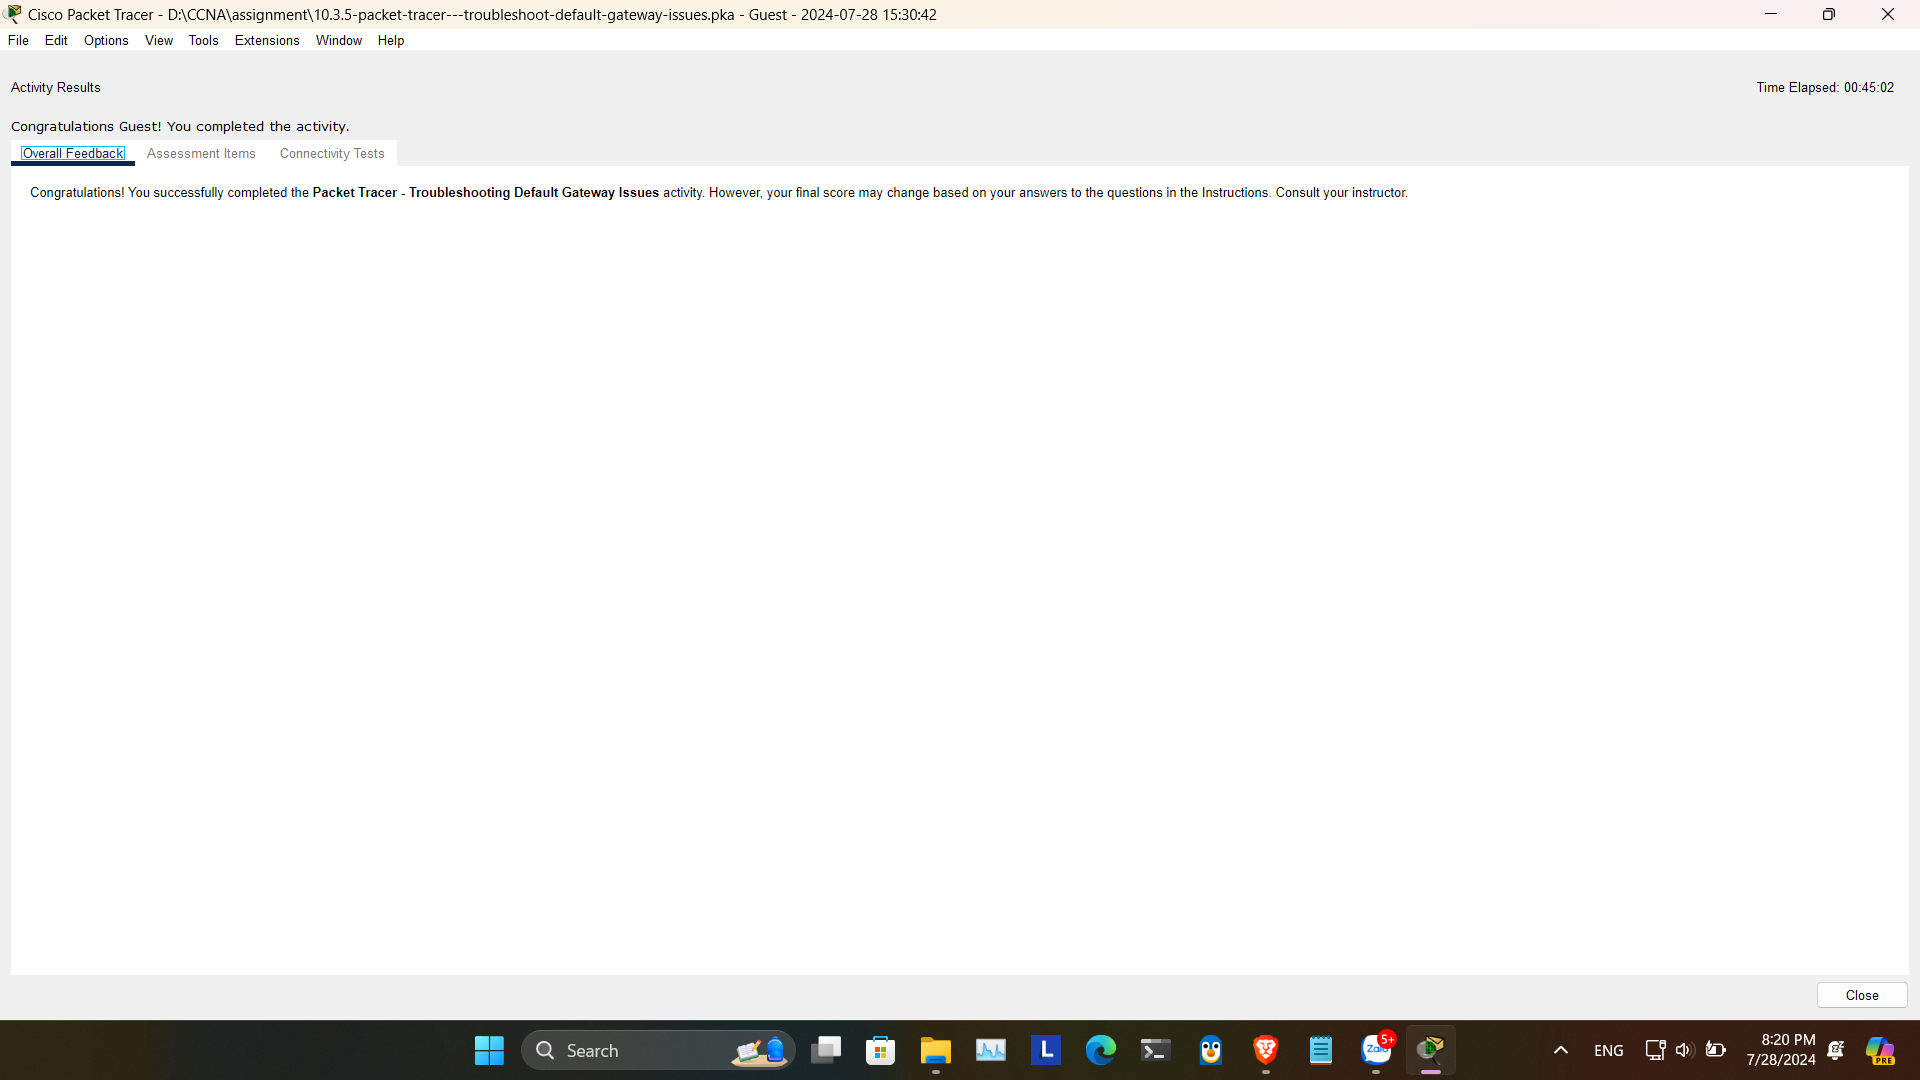 Cisco Packet Tracer - D:\CCNA\assignment\10.3.5-packet-tracer---troubleshoot-default-gateway-issues.pka - Guest - 2024-07-28 15:30:42
File Edit Options View Tools Extensions Window Help
Activity Results
Time Elapsed: 00:45:02
Congratulations Guest! You completed the activity.
Overall Feedback Assessment Items Connectivity Tests
Congratulations! You successfully completed the Packet Tracer - Troubleshooting Default Gateway Issues activity. However, your final score may change based on your answers to the questions in the Instructions. Consult your instructor.
Close
Search
L
Zalo
5+
ENG
8:20 PM
7/28/2024
PRE